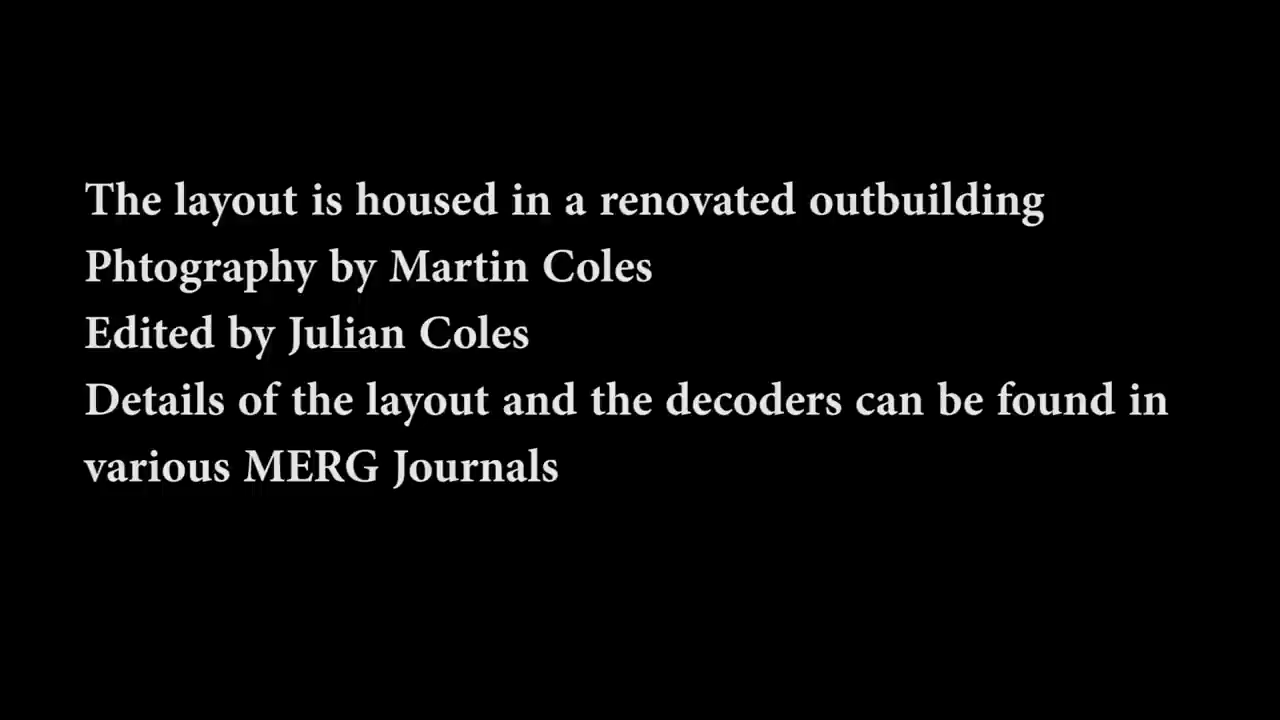 The layout is housed in a renovated outbuilding
Phtography by Martin Coles
Edited by Julian Coles
Details of the layout and the decoders can be found in
various MERG Journals